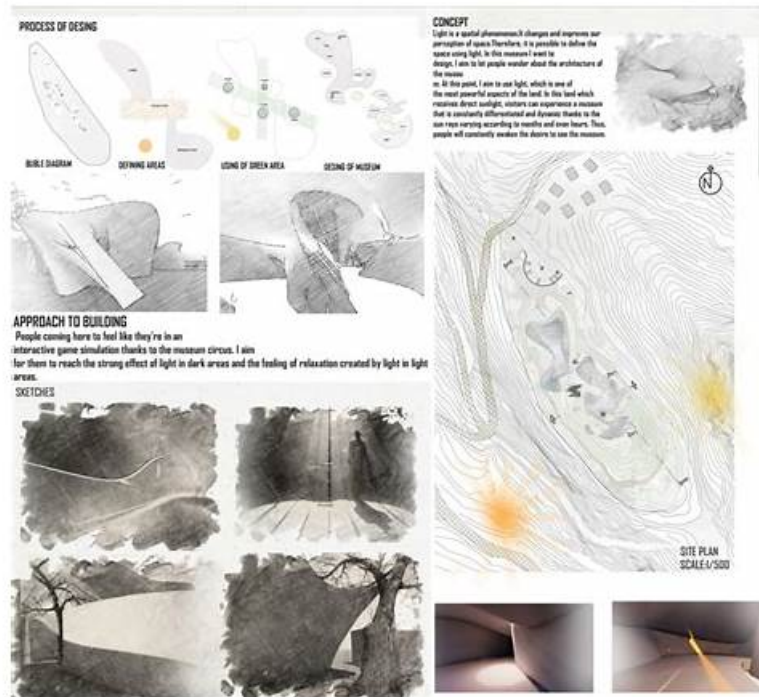 PROCESS OF DESING
BUBLE DIAGRAM
DEFINING AREAS
USING OF GREEN AREA
DESING OF MUSEUM
APPROACH TO BUILDING
People coming here to feel like they're in an
interactive game simulation thanks to the museum circus. I aim
for them to reach the strong effect of light in dark areas and the feeling of relaxation created by light in light
areas.
SKETCHES
CONCEPT
Light is a spatial phenomenon.It changes and improves our
perception of space.Therefore, it is possible to define the
space using light. In this museum I want to
design, I aim to let people wonder about the architecture of
the museu
m. At this point, I aim to use light, which is one of
the most powerful aspects of the land. In this land which
receives direct sunlight, visitors can experience a museum
that is constantly differentiated and dynamic thanks to the
sun rays varying according to months and even hours. Thus,
people will constantly awaken the desire to see the museum.
N
SITE PLAN
SCALE:1/500